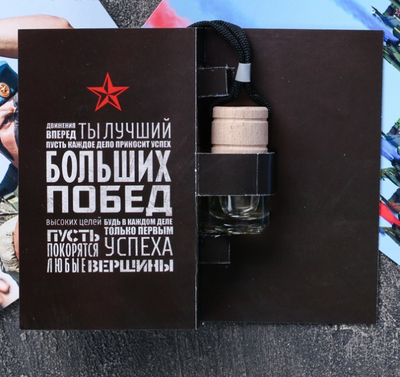 ДВИЖЕНИЯ ВПЕРЕД ТЫ ЛУЧШИЙ
ПУСТЬ КАЖДОЕ ДЕЛО ПРИНОСИТ УСПЕХ
БОЛЬШИХ
ПОБЕД
ВЫСОКИХ ЦЕЛЕЙ БУДЬ В КАЖДОМ ДЕЛЕ
ТОЛЬКО ПЕРВЫМ
ПУСТЬ
ПОКОРЯТСЯ УСПЕХА
ЛЮБЫЕ ВЕРШИНЫ